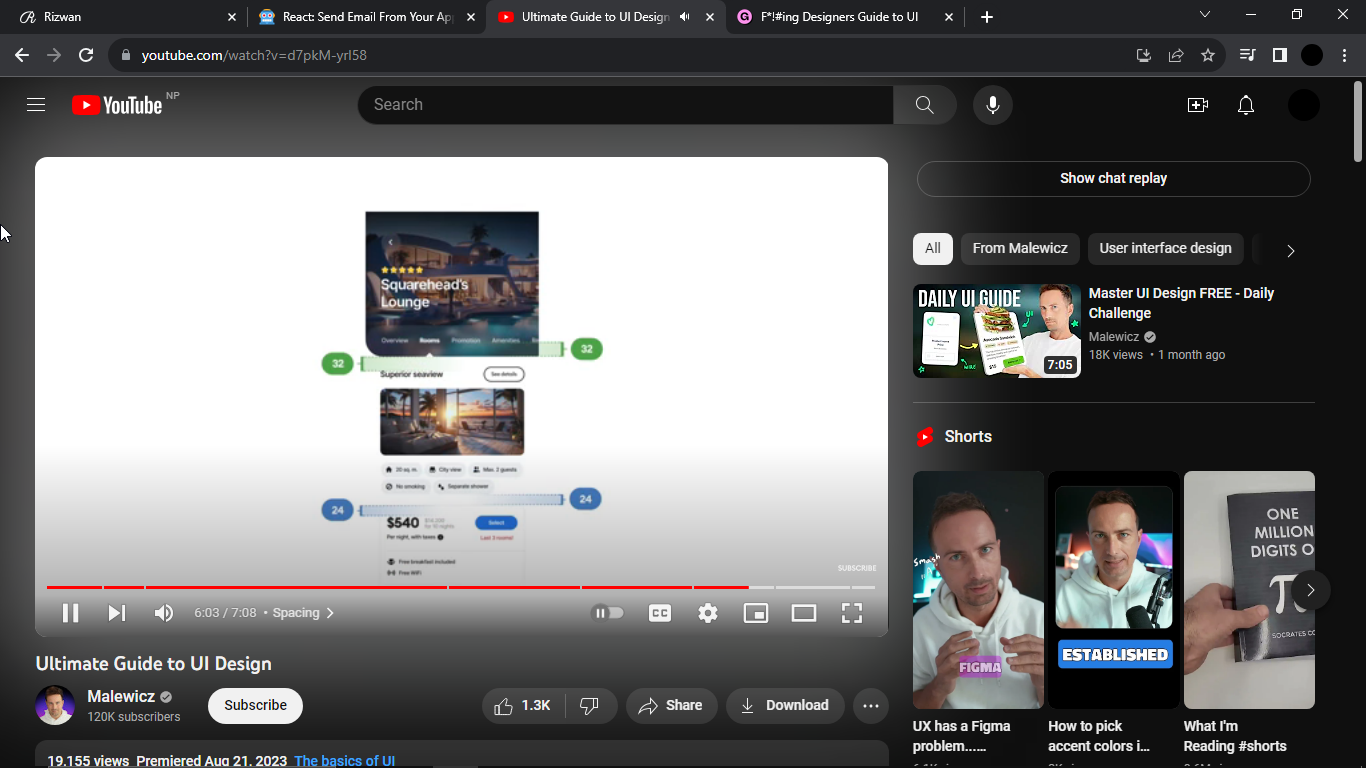 Rizwan
React: Send Email From Your Ap
Ultimate Guide to UI Design
F*!#ing Designers Guide to UI
youtube.com/watch?v=d7pkM-yrl58
YouTube NP
Search
Show chat replay
All
From Malewicz
User interface design
DAILY UI GUIDE
UI
7:05
Master UI Design FREE - Daily
Challenge
Malewicz
18K views • 1 month ago
Shorts
Squarehead's
Lounge
Overview Rooms Promotion Amenities
32
32
Superior seaview
See details
20 sq. m. City view Max. 2 guests
No smoking Separate shower
24
24
$540
Select
Per night, with taxes
Last 3 rooms!
Free breakfast included
Free WiFi
SUBSCRIBE
6:03 / 7:08 • Spacing
CC
Smash
FIGMA
ESTABLISHED
ONE
MILLION
DIGITS O
π
SOCRATES CO
Ultimate Guide to UI Design
Malewicz
120K subscribers
Subscribe
1.3K
Share
Download
UX has a Figma
problem......
How to pick
accent colors i...
What I'm
Reading #shorts
19,155 views Premiered Aug 21, 2023 The basics of UI